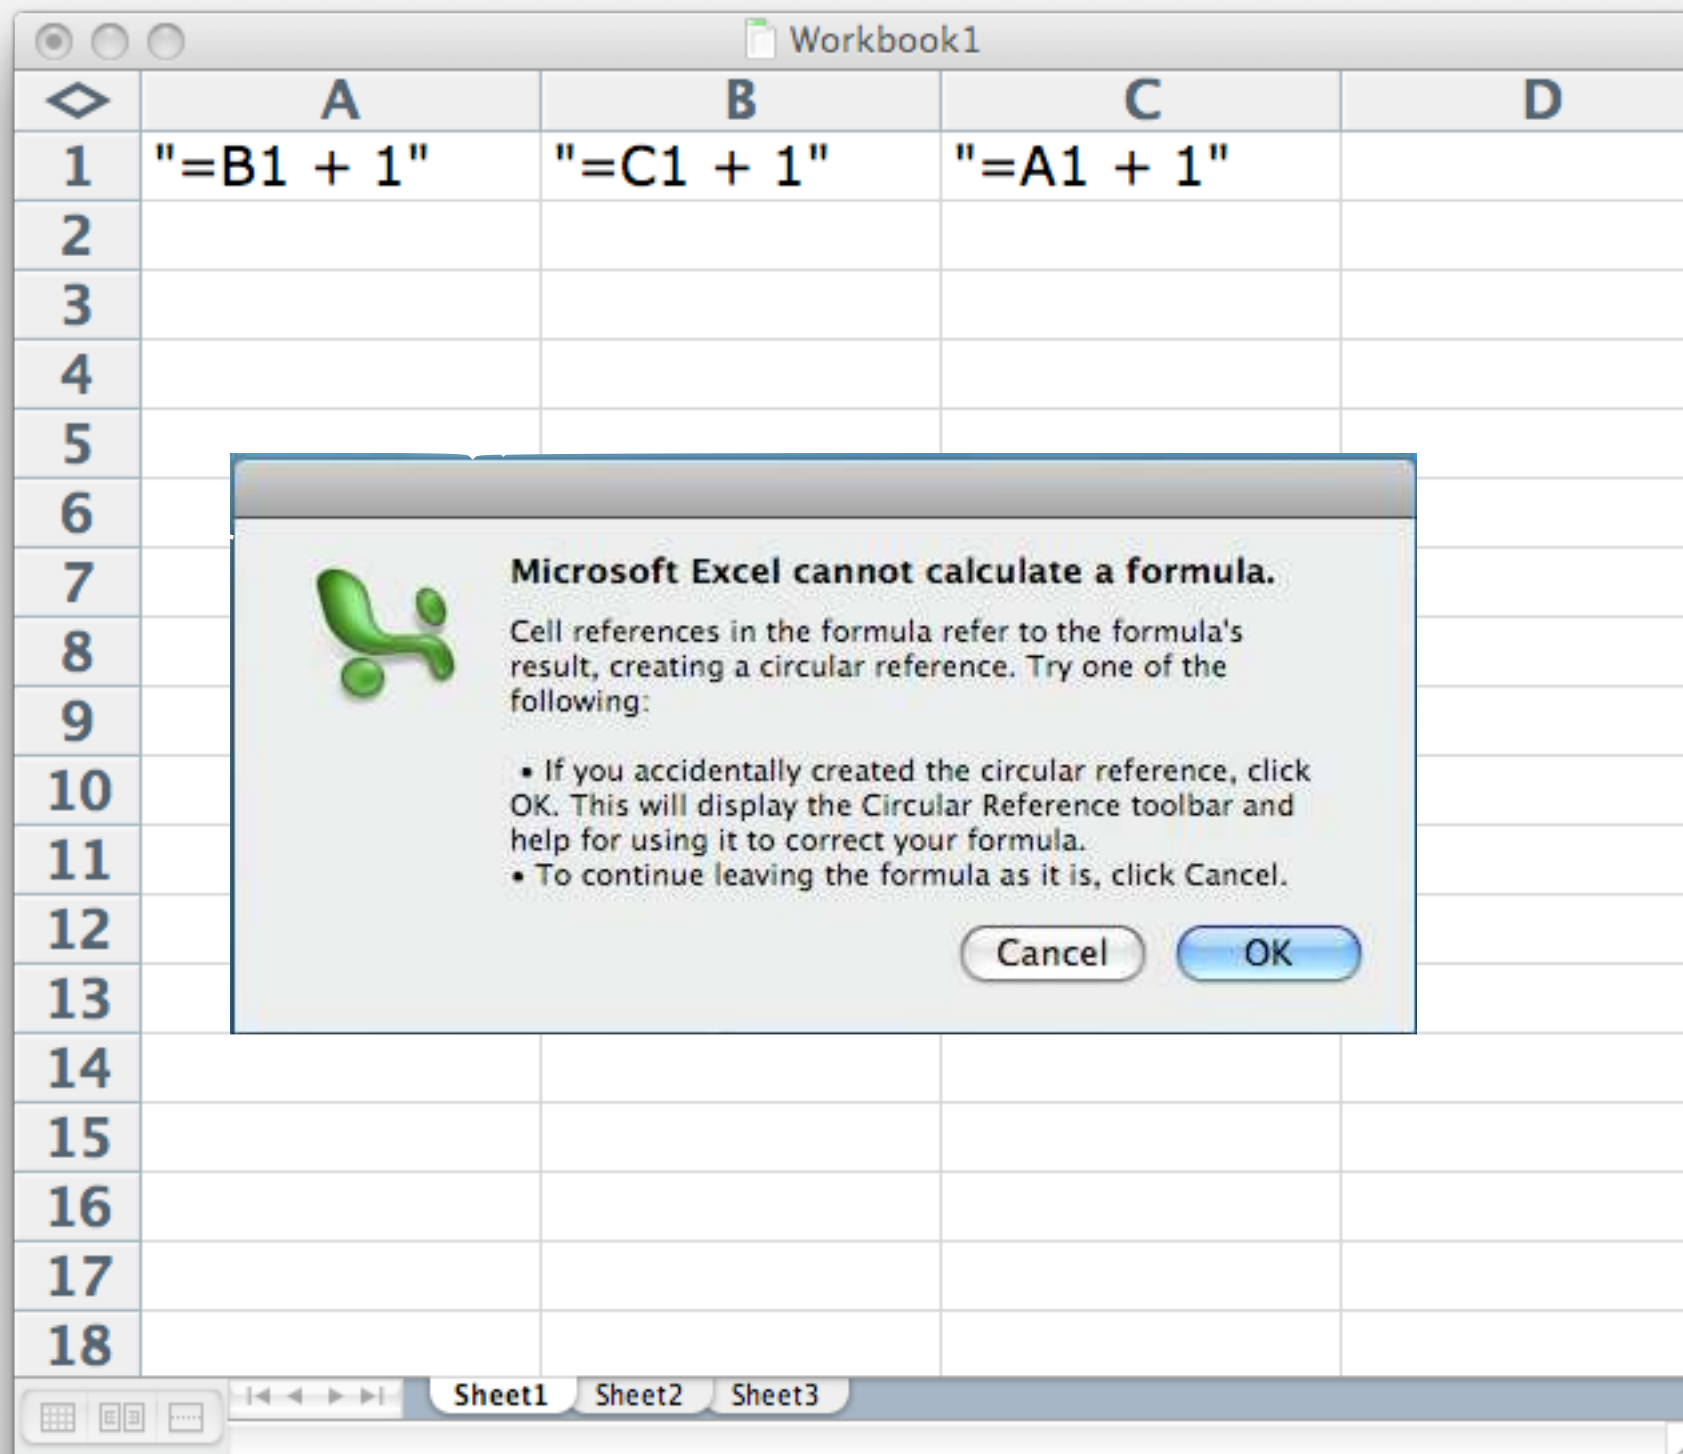 Workbook1
A B C D
1 "=B1 + 1" "=C1 + 1" "=A1 + 1"
2
3
4
5
6
7
8
9
10
11
12
13
14
15
16
17
18
Microsoft Excel cannot calculate a formula.
Cell references in the formula refer to the formula's
result, creating a circular reference. Try one of the
following:
• If you accidentally created the circular reference, click
OK. This will display the Circular Reference toolbar and
help for using it to correct your formula.
• To continue leaving the formula as it is, click Cancel.
Cancel OK
Sheet1 Sheet2 Sheet3